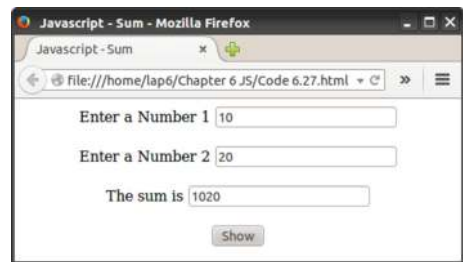 Javascript - Sum - Mozilla Firefox
Javascript - Sum
file:///home/lap6/Chapter 6 JS/Code 6.27.html
Enter a Number 1 10
Enter a Number 2 20
The sum is 1020
Show